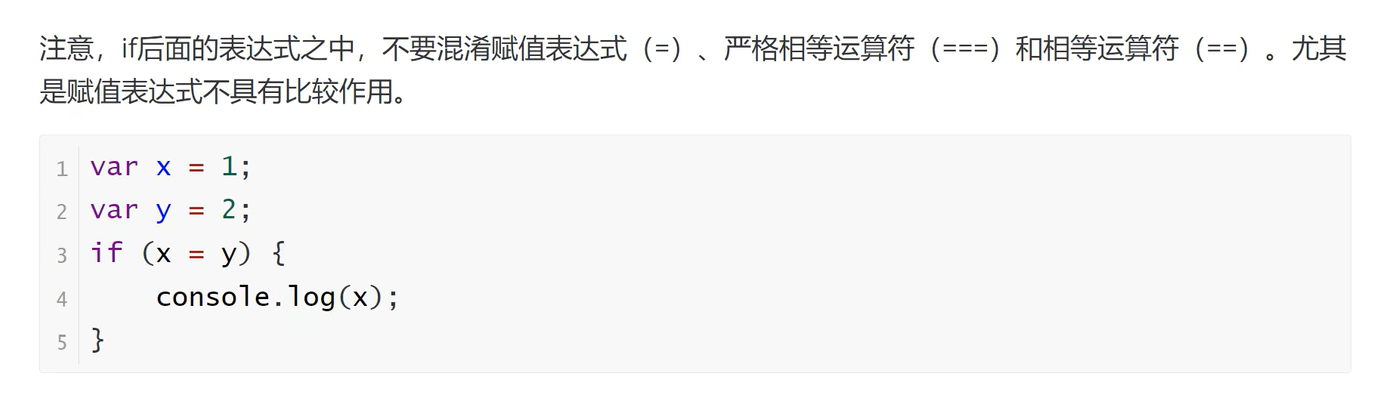 注意，if后面的表达式之中，不要混淆赋值表达式（=）、严格相等运算符（===）和相等运算符（==）。尤其
是赋值表达式不具有比较作用。
1 var x = 1;
2 var y = 2;
3 if (x = y) {
4     console.log(x);
5 }